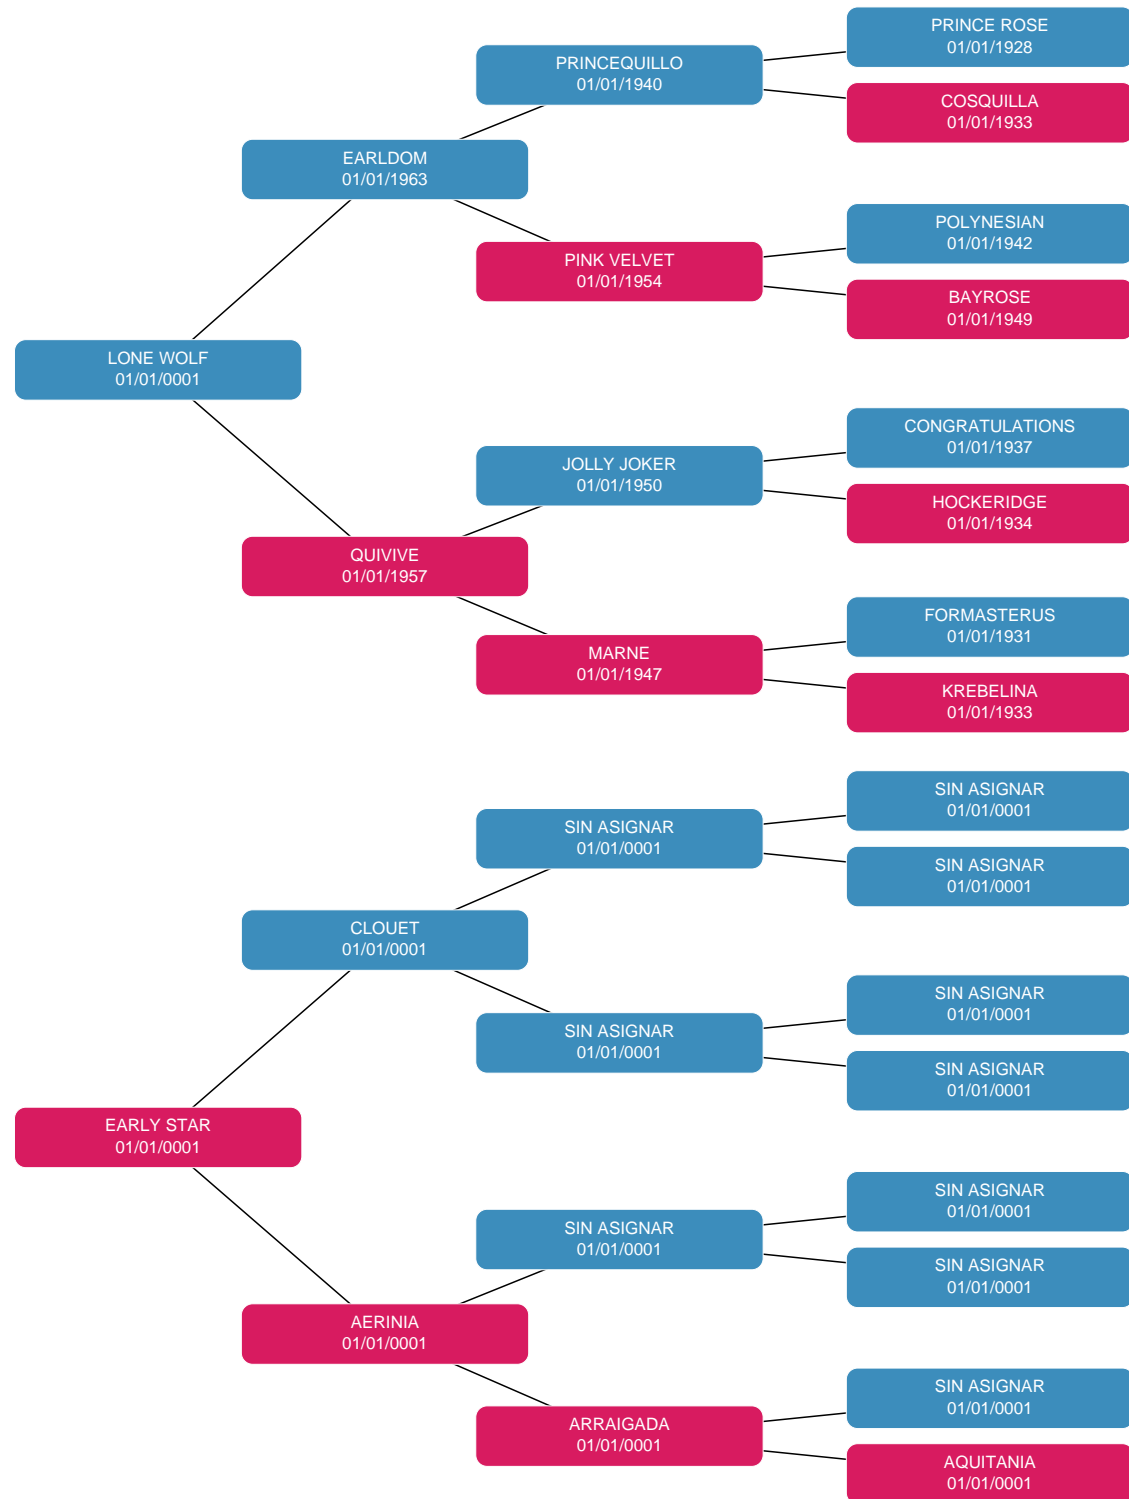 PRINCE ROSE
01/01/1928
PRINCEQUILLO
01/01/1940
COSQUILLA
01/01/1933
EARLDOM
01/01/1963
POLYNESIAN
01/01/1942
PINK VELVET
01/01/1954
BAYROSE
01/01/1949
LONE WOLF
01/01/0001
CONGRATULATIONS
01/01/1937
JOLLY JOKER
01/01/1950
HOCKERIDGE
01/01/1934
QUIVIVE
01/01/1957
FORMASTERUS
01/01/1931
MARNE
01/01/1947
KREBELINA
01/01/1933
SIN ASIGNAR
01/01/0001
SIN ASIGNAR
01/01/0001
SIN ASIGNAR
01/01/0001
CLOUET
01/01/0001
SIN ASIGNAR
01/01/0001
SIN ASIGNAR
01/01/0001
SIN ASIGNAR
01/01/0001
EARLY STAR
01/01/0001
SIN ASIGNAR
01/01/0001
SIN ASIGNAR
01/01/0001
SIN ASIGNAR
01/01/0001
AERINIA
01/01/0001
SIN ASIGNAR
01/01/0001
ARRAIGADA
01/01/0001
AQUITANIA
01/01/0001